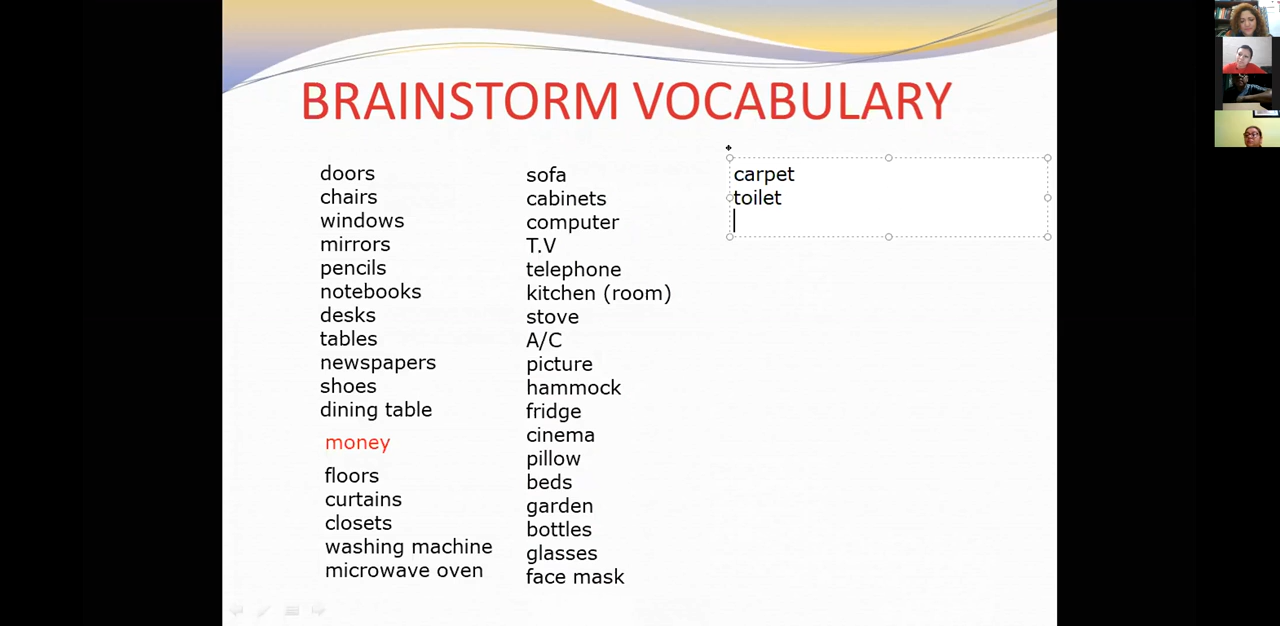 BRAINSTORM VOCABULARY
doors
chairs
windows
mirrors
pencils
notebooks
desks
tables
newspapers
shoes
dining table
money
floors
curtains
closets
washing machine
microwave oven
sofa
cabinets
computer
T.V
telephone
kitchen (room)
stove
A/C
picture
hammock
fridge
cinema
pillow
beds
garden
bottles
glasses
face mask
carpet
toilet